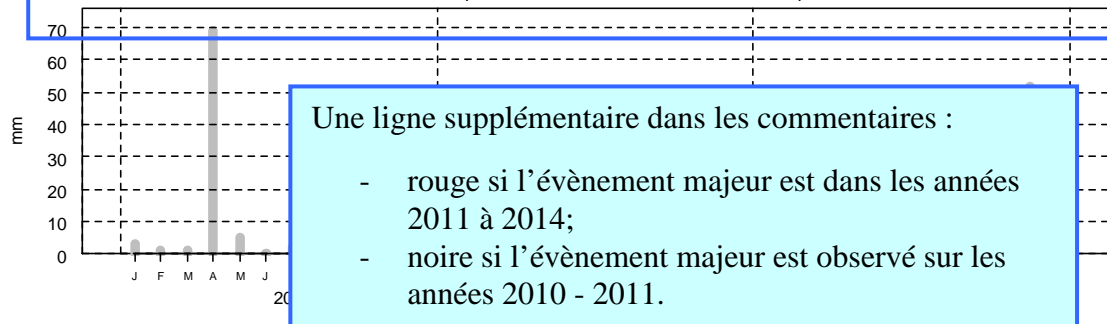 70
60
50
40
30
20
10
0
mm
J F M A M J
20
Une ligne supplémentaire dans les commentaires :
- rouge si l’évènement majeur est dans les années
2011 à 2014;
- noire si l’évènement majeur est observé sur les
années 2010 - 2011.